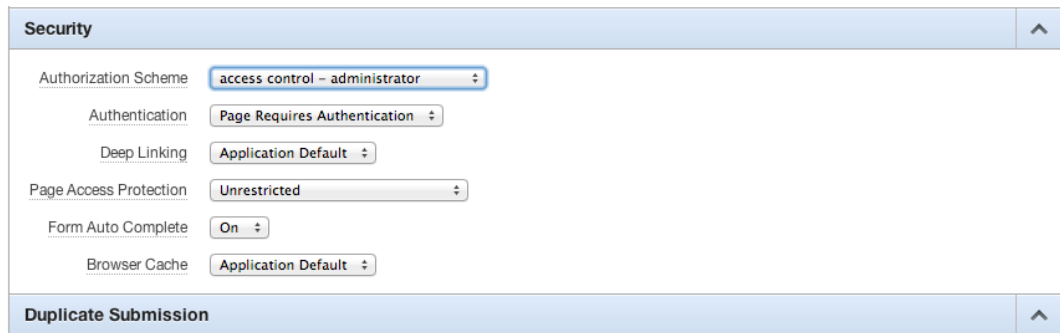 Security
Authorization Scheme access control – administrator
Authentication Page Requires Authentication
Deep Linking Application Default
Page Access Protection Unrestricted
Form Auto Complete On
Browser Cache Application Default
Duplicate Submission